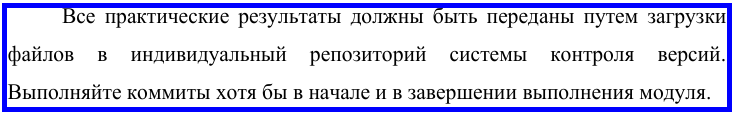 Все практические результаты должны быть переданы путем загрузки
файлов в индивидуальный репозиторий системы контроля версий.
Выполняйте коммиты хотя бы в начале и в завершении выполнения модуля.